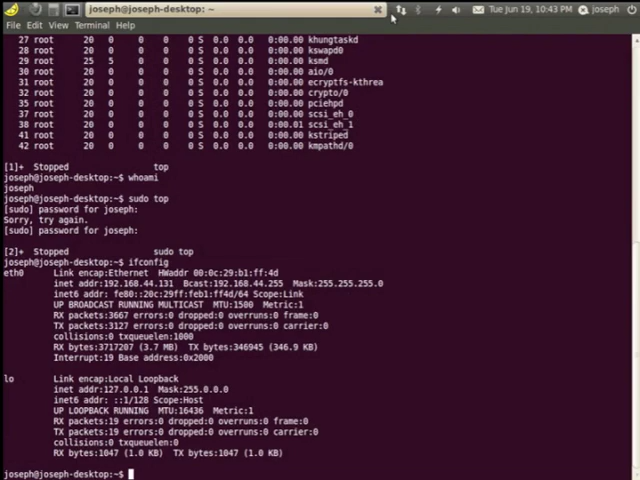 joseph@joseph-desktop: ~
Tue Jun 19, 10:43 PM
joseph
File Edit View Terminal Help
27 root 20 0 0 0 0 S 0.0 0.0 0:00.00 khungtaskd
28 root 20 0 0 0 0 S 0.0 0.0 0:00.00 kswapd0
29 root 25 5 0 0 0 S 0.0 0.0 0:00.00 ksmd
30 root 20 0 0 0 0 S 0.0 0.0 0:00.00 aio/0
31 root 20 0 0 0 0 S 0.0 0.0 0:00.00 ecryptfs-kthrea
32 root 20 0 0 0 0 S 0.0 0.0 0:00.00 crypto/0
35 root 20 0 0 0 0 S 0.0 0.0 0:00.00 pciehpd
37 root 20 0 0 0 0 S 0.0 0.0 0:00.00 scsi_eh_0
38 root 20 0 0 0 0 S 0.0 0.0 0:00.01 scsi_eh_1
41 root 20 0 0 0 0 S 0.0 0.0 0:00.00 kstriped
42 root 20 0 0 0 0 S 0.0 0.0 0:00.00 kmpathd/0
[1]+ Stopped top
joseph@joseph-desktop:~$ whoami
joseph
joseph@joseph-desktop:~$ sudo top
[sudo] password for joseph:
Sorry, try again.
[sudo] password for joseph:
[2]+ Stopped sudo top
joseph@joseph-desktop:~$ ifconfig
eth0 Link encap:Ethernet HWaddr 00:0c:29:b1:ff:4d
inet addr:192.168.44.131 Bcast:192.168.44.255 Mask:255.255.255.0
inet6 addr: fe80::20c:29ff:feb1:ff4d/64 Scope:Link
UP BROADCAST RUNNING MULTICAST MTU:1500 Metric:1
RX packets:3667 errors:0 dropped:0 overruns:0 frame:0
TX packets:3127 errors:0 dropped:0 overruns:0 carrier:0
collisions:0 txqueuelen:1000
RX bytes:3717207 (3.7 MB) TX bytes:346945 (346.9 KB)
Interrupt:19 Base address:0x2000
lo Link encap:Local Loopback
inet addr:127.0.0.1 Mask:255.0.0.0
inet6 addr: ::1/128 Scope:Host
UP LOOPBACK RUNNING MTU:16436 Metric:1
RX packets:19 errors:0 dropped:0 overruns:0 frame:0
TX packets:19 errors:0 dropped:0 overruns:0 carrier:0
collisions:0 txqueuelen:0
RX bytes:1047 (1.0 KB) TX bytes:1047 (1.0 KB)
joseph@joseph-desktop:~$